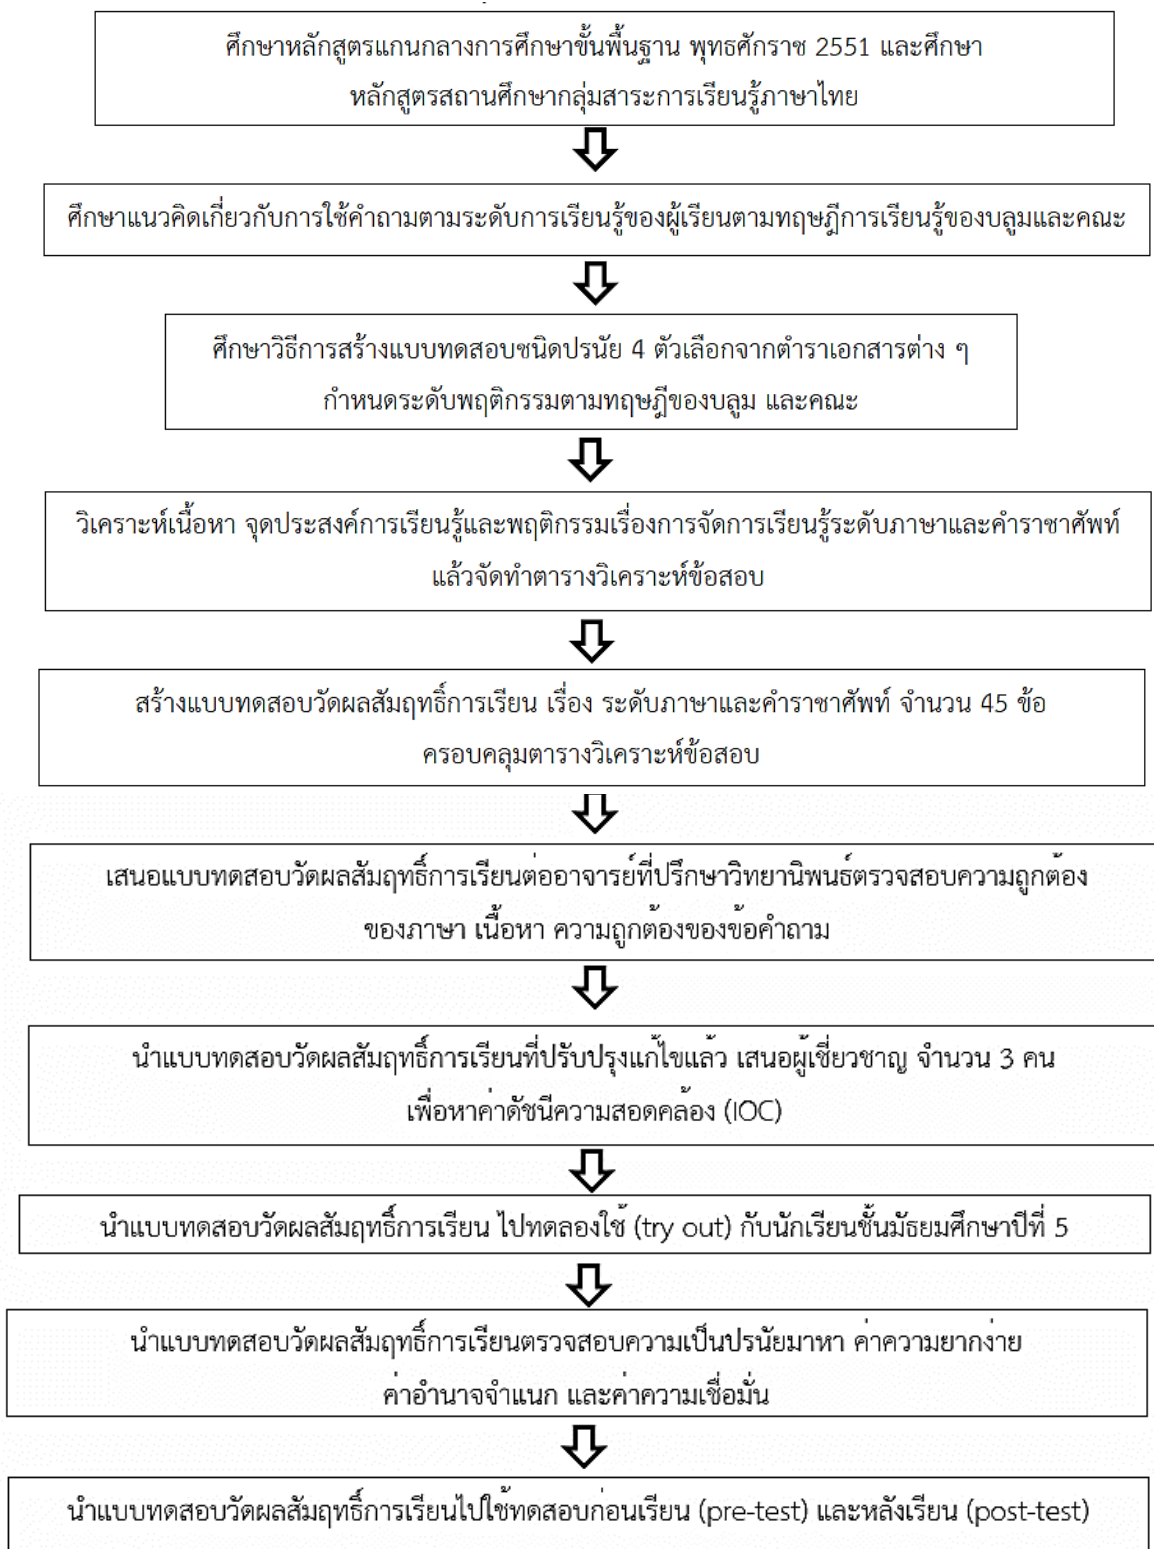 ศึกษาหลักสูตรแกนกลางการศึกษาขั้นพื้นฐาน พุทธศักราช 2551 และศึกษา
หลักสูตรสถานศึกษากลุ่มสาระการเรียนรู้ภาษาไทย
ศึกษาแนวคิดเกี่ยวกับการใช้คำถามตามระดับการเรียนรู้ของผู้เรียนตามทฤษฎีการเรียนรู้ของบลูมและคณะ
ศึกษาวิธีการสร้างแบบทดสอบชนิดปรนัย 4 ตัวเลือกจากตำราเอกสารต่าง ๆ
กำหนดระดับพฤติกรรมตามทฤษฎีของบลูม และคณะ
วิเคราะห์เนื้อหา จุดประสงค์การเรียนรู้และพฤติกรรมเรื่องการจัดการเรียนรู้ระดับภาษาและคำราชาศัพท์
แล้วจัดทำตารางวิเคราะห์ข้อสอบ
สร้างแบบทดสอบวัดผลสัมฤทธิ์การเรียน เรื่อง ระดับภาษาและคำราชาศัพท์ จำนวน 45 ข้อ
ครอบคลุมตารางวิเคราะห์ข้อสอบ
เสนอแบบทดสอบวัดผลสัมฤทธิ์การเรียนต่ออาจารย์ที่ปรึกษาวิทยานิพนธ์ตรวจสอบความถูกต้อง
ของภาษา เนื้อหา ความถูกต้องของข้อคำถาม
นำแบบทดสอบวัดผลสัมฤทธิ์การเรียนที่ปรับปรุงแก้ไขแล้ว เสนอผู้เชี่ยวชาญ จำนวน 3 คน
เพื่อหาค่าดัชนีความสอดคล้อง (IOC)
นำแบบทดสอบวัดผลสัมฤทธิ์การเรียน ไปทดลองใช้ (try out) กับนักเรียนชั้นมัธยมศึกษาปีที่ 5
นำแบบทดสอบวัดผลสัมฤทธิ์การเรียนตรวจสอบความเป็นปรนัยมาหา ค่าความยากง่าย
ค่าอำนาจจำแนก และค่าความเชื่อมั่น
นำแบบทดสอบวัดผลสัมฤทธิ์การเรียนไปใช้ทดสอบก่อนเรียน (pre-test) และหลังเรียน (post-test)